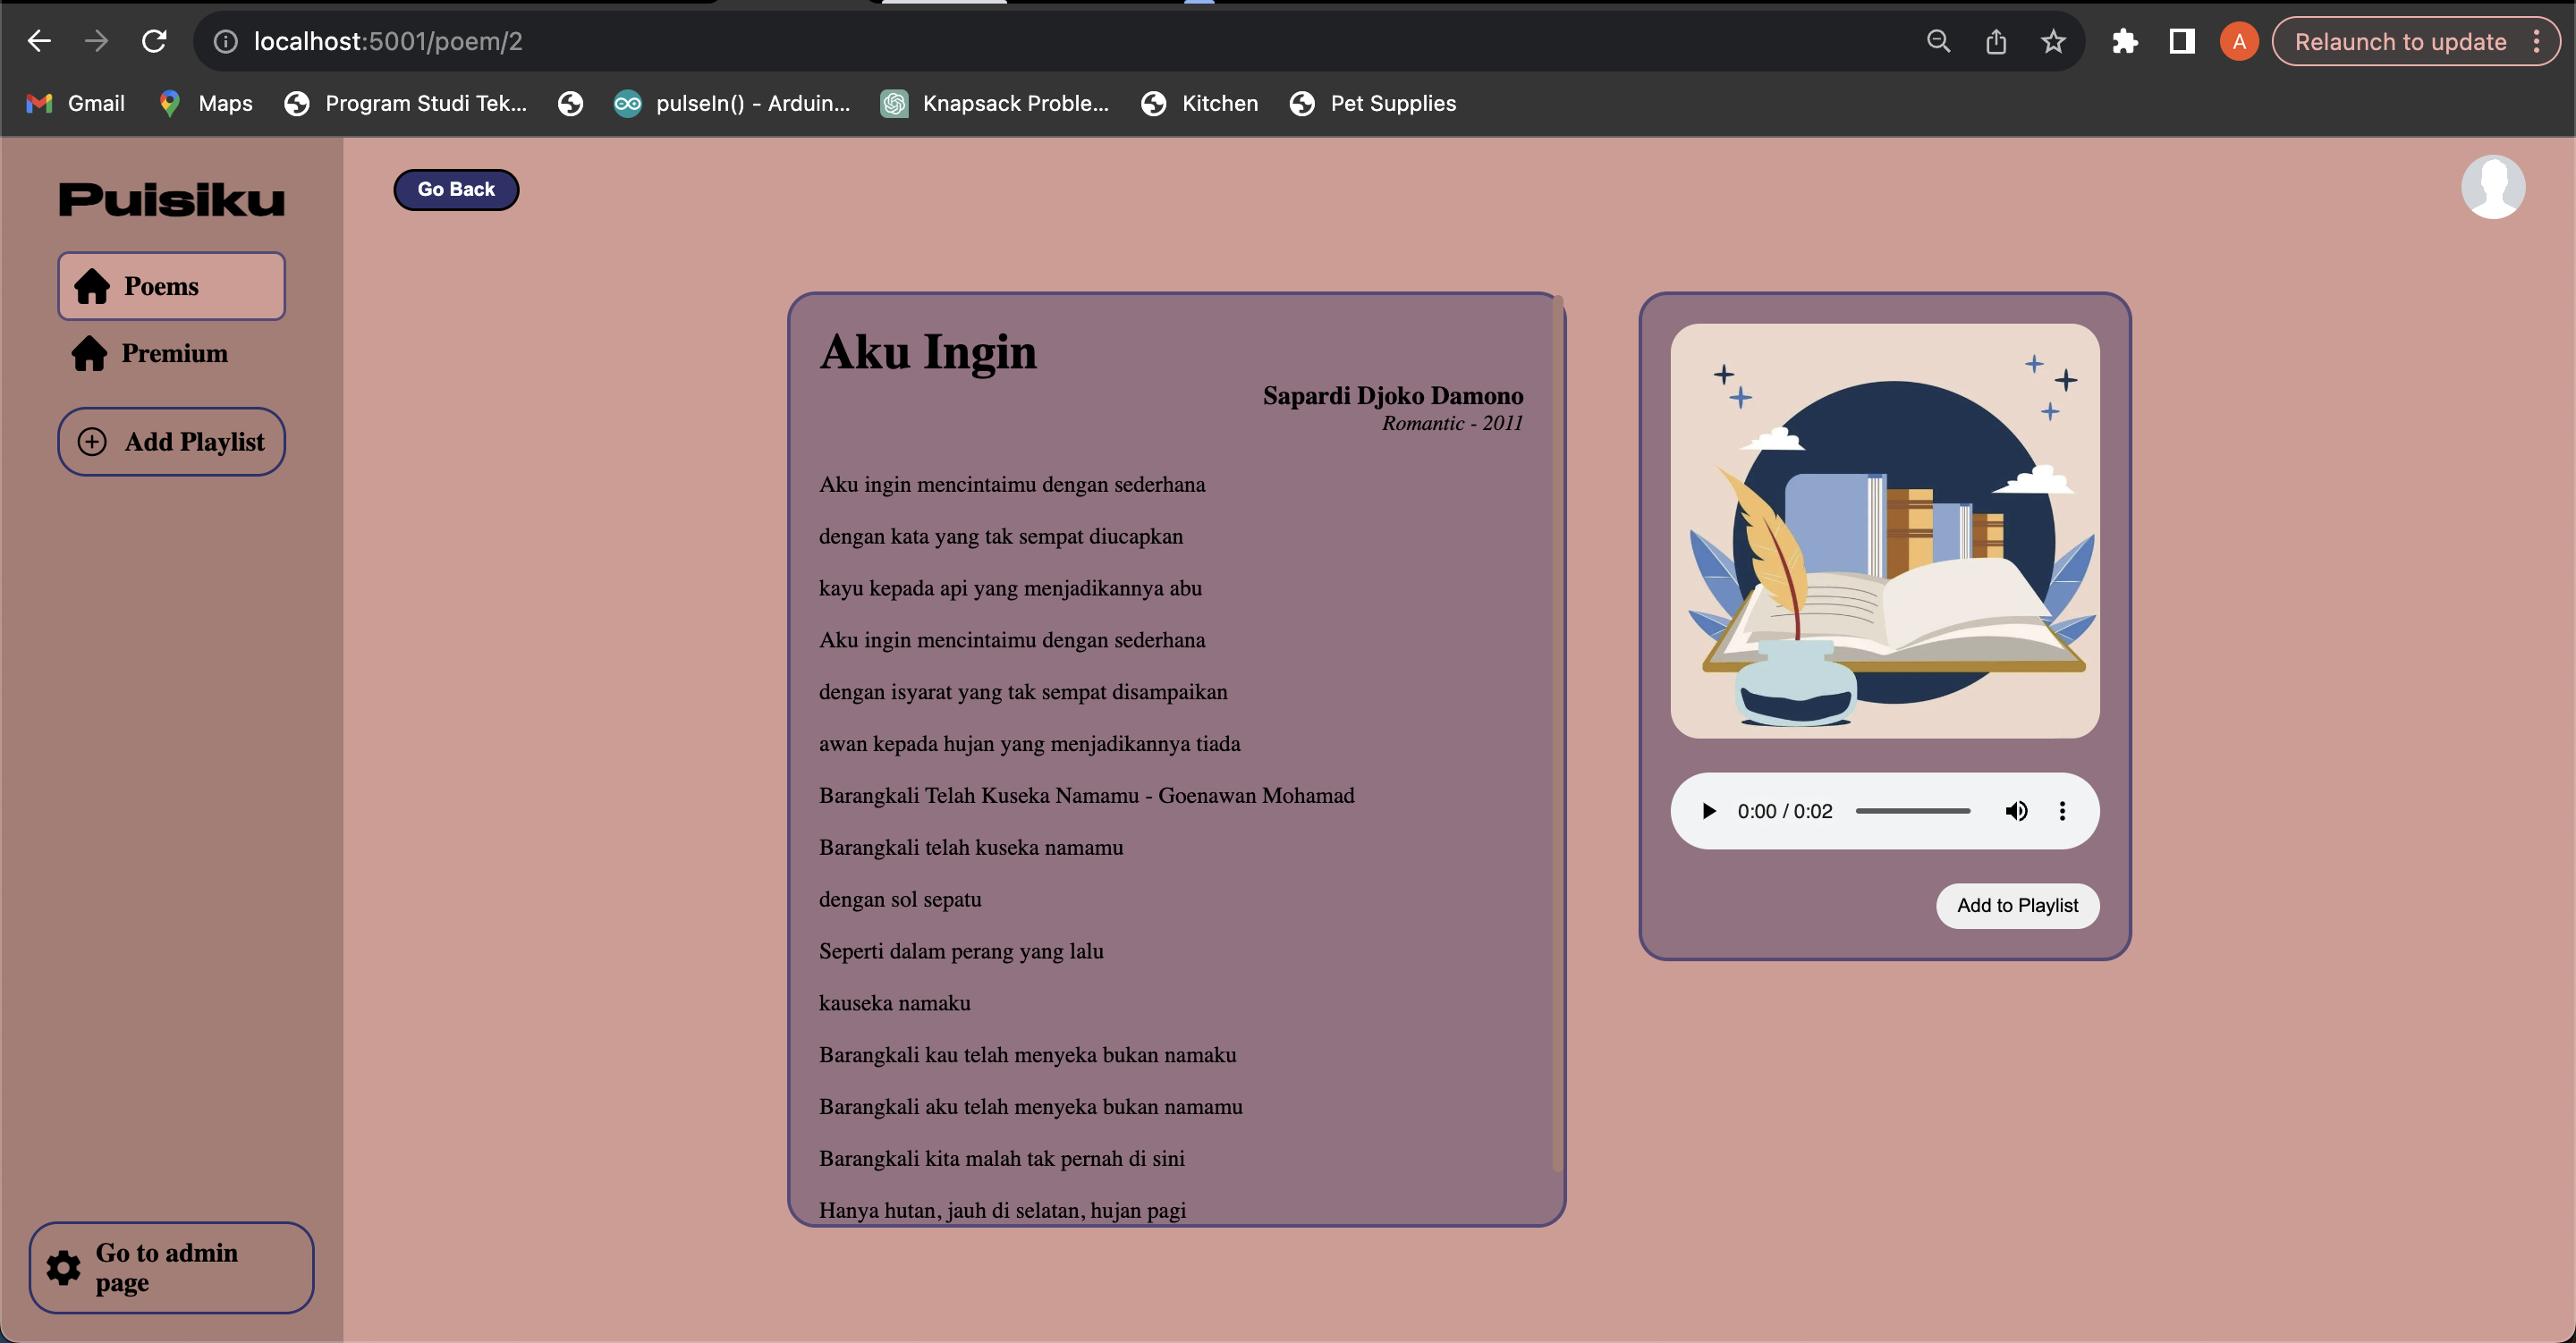 localhost:5001/poem/2
A
Relaunch to update
Gmail
Maps
Program Studi Tek...
pulseIn() - Arduin...
Knapsack Proble...
Kitchen
Pet Supplies
Puisiku
Poems
Premium
Add Playlist
Go to admin
page
Go Back
Aku Ingin
Sapardi Djoko Damono
Romantic - 2011
Aku ingin mencintaimu dengan sederhana
dengan kata yang tak sempat diucapkan
kayu kepada api yang menjadikannya abu
Aku ingin mencintaimu dengan sederhana
dengan isyarat yang tak sempat disampaikan
awan kepada hujan yang menjadikannya tiada
Barangkali Telah Kuseka Namamu - Goenawan Mohamad
Barangkali telah kuseka namamu
dengan sol sepatu
Seperti dalam perang yang lalu
kauseka namaku
Barangkali kau telah menyeka bukan namaku
Barangkali aku telah menyeka bukan namamu
Barangkali kita malah tak pernah di sini
Hanya hutan, jauh di selatan, hujan pagi
0:00 / 0:02
Add to Playlist